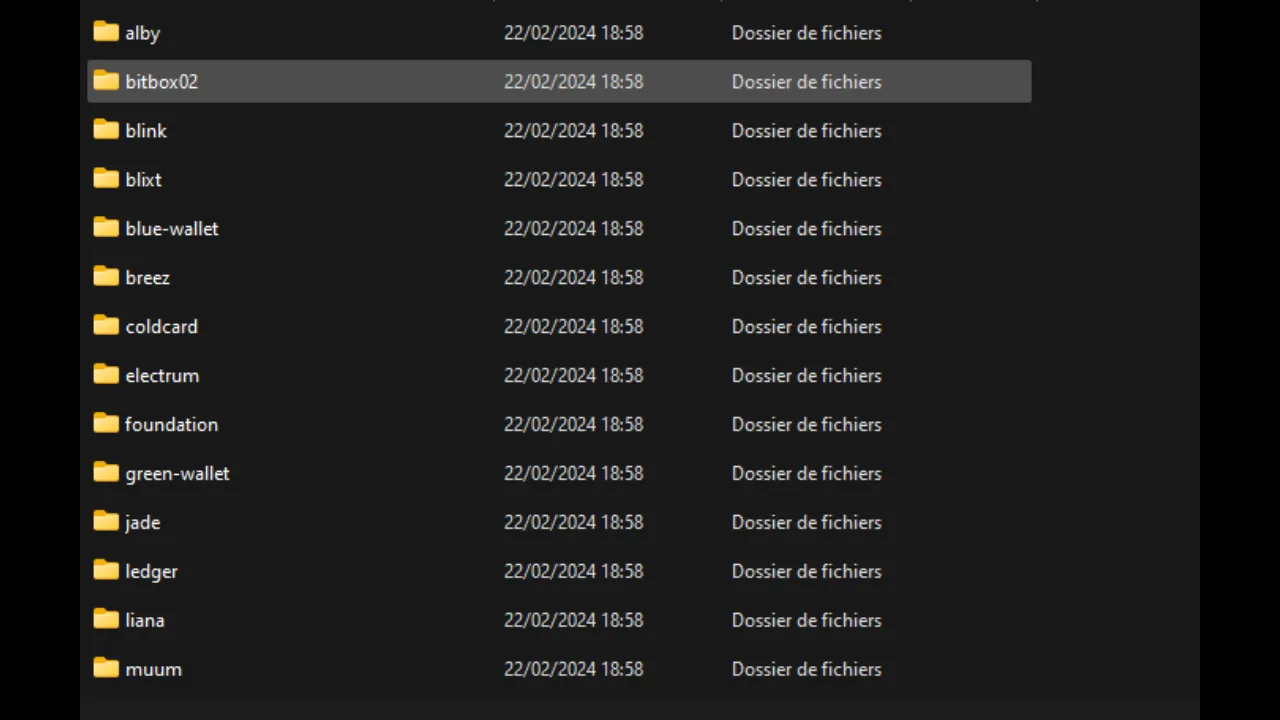 alby 22/02/2024 18:58 Dossier de fichiers
bitbox02 22/02/2024 18:58 Dossier de fichiers
blink 22/02/2024 18:58 Dossier de fichiers
blixt 22/02/2024 18:58 Dossier de fichiers
blue-wallet 22/02/2024 18:58 Dossier de fichiers
breez 22/02/2024 18:58 Dossier de fichiers
coldcard 22/02/2024 18:58 Dossier de fichiers
electrum 22/02/2024 18:58 Dossier de fichiers
foundation 22/02/2024 18:58 Dossier de fichiers
green-wallet 22/02/2024 18:58 Dossier de fichiers
jade 22/02/2024 18:58 Dossier de fichiers
ledger 22/02/2024 18:58 Dossier de fichiers
liana 22/02/2024 18:58 Dossier de fichiers
muum 22/02/2024 18:58 Dossier de fichiers